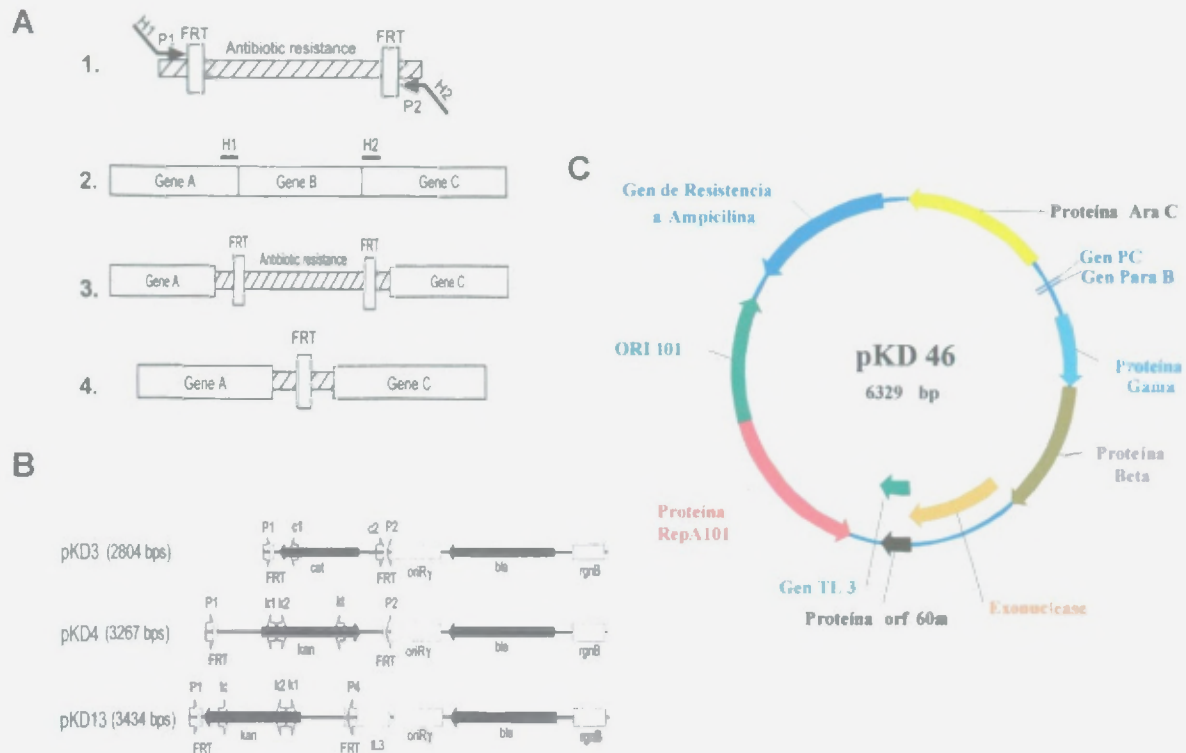 A
1.
H1
P1
FRT
Antibiotic resistance
FRT
P2
H2
2.
H1
H2
Gene A
Gene B
Gene C
3.
Gene A
FRT
Antibiotic resistance
FRT
Gene C
4.
Gene A
FRT
Gene C
B
pKD3 (2804 bps)
P1
c1
c2
P2
FRT
cat
FRT
oriRγ
bla
rgnB
pKD4 (3267 bps)
P1
k1
k2
kt
P2
FRT
kan
FRT
oriRγ
bla
rgnB
pKD13 (3434 bps)
P1
k2
k1
P4
FRT
kan
FRT
tL3
oriRγ
bla
rgnB
C
Gen de Resistencia
a Ampicilina
Proteína Ara C
Gen PC
Gen Para B
ORI 101
pKD 46
6329 bp
Proteína
Gama
Proteína
Beta
Proteína
RepA101
Gen TL 3
Proteína orf 60m
Exonuclease